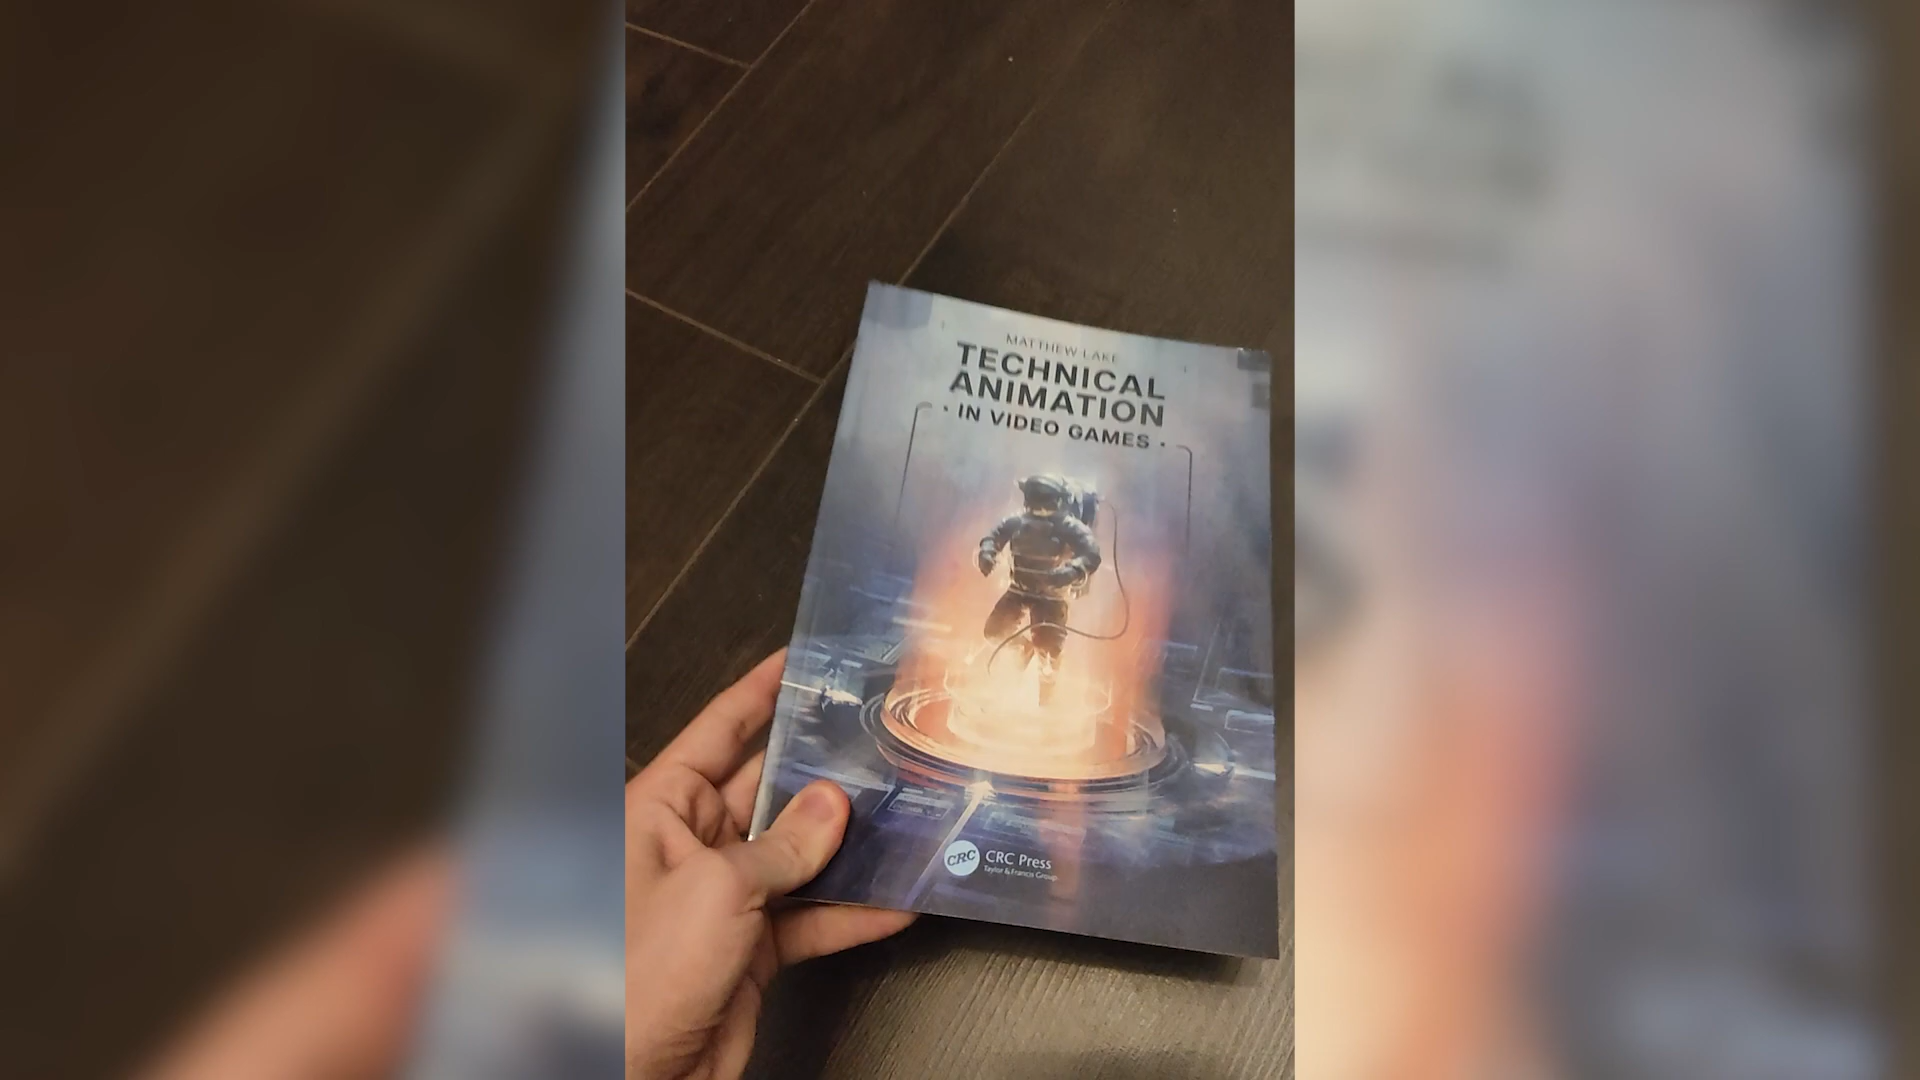 MATTHEW LAKE
TECHNICAL
ANIMATION
· IN VIDEO GAMES ·
CRC CRC Press
Taylor & Francis Group